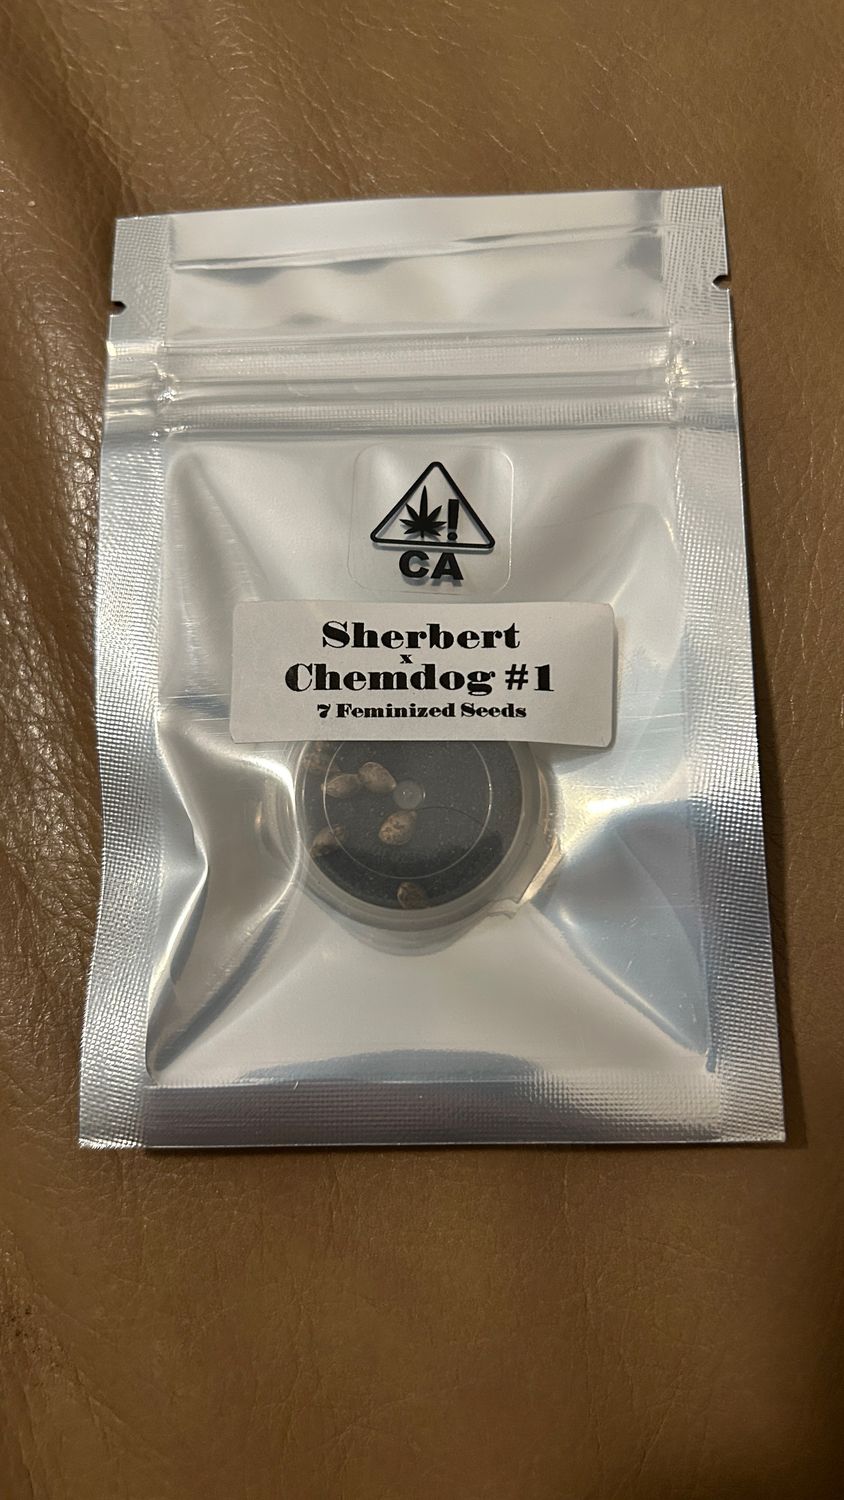 !
CA
Sherbert
x
Chemdog #1
7 Feminized Seeds